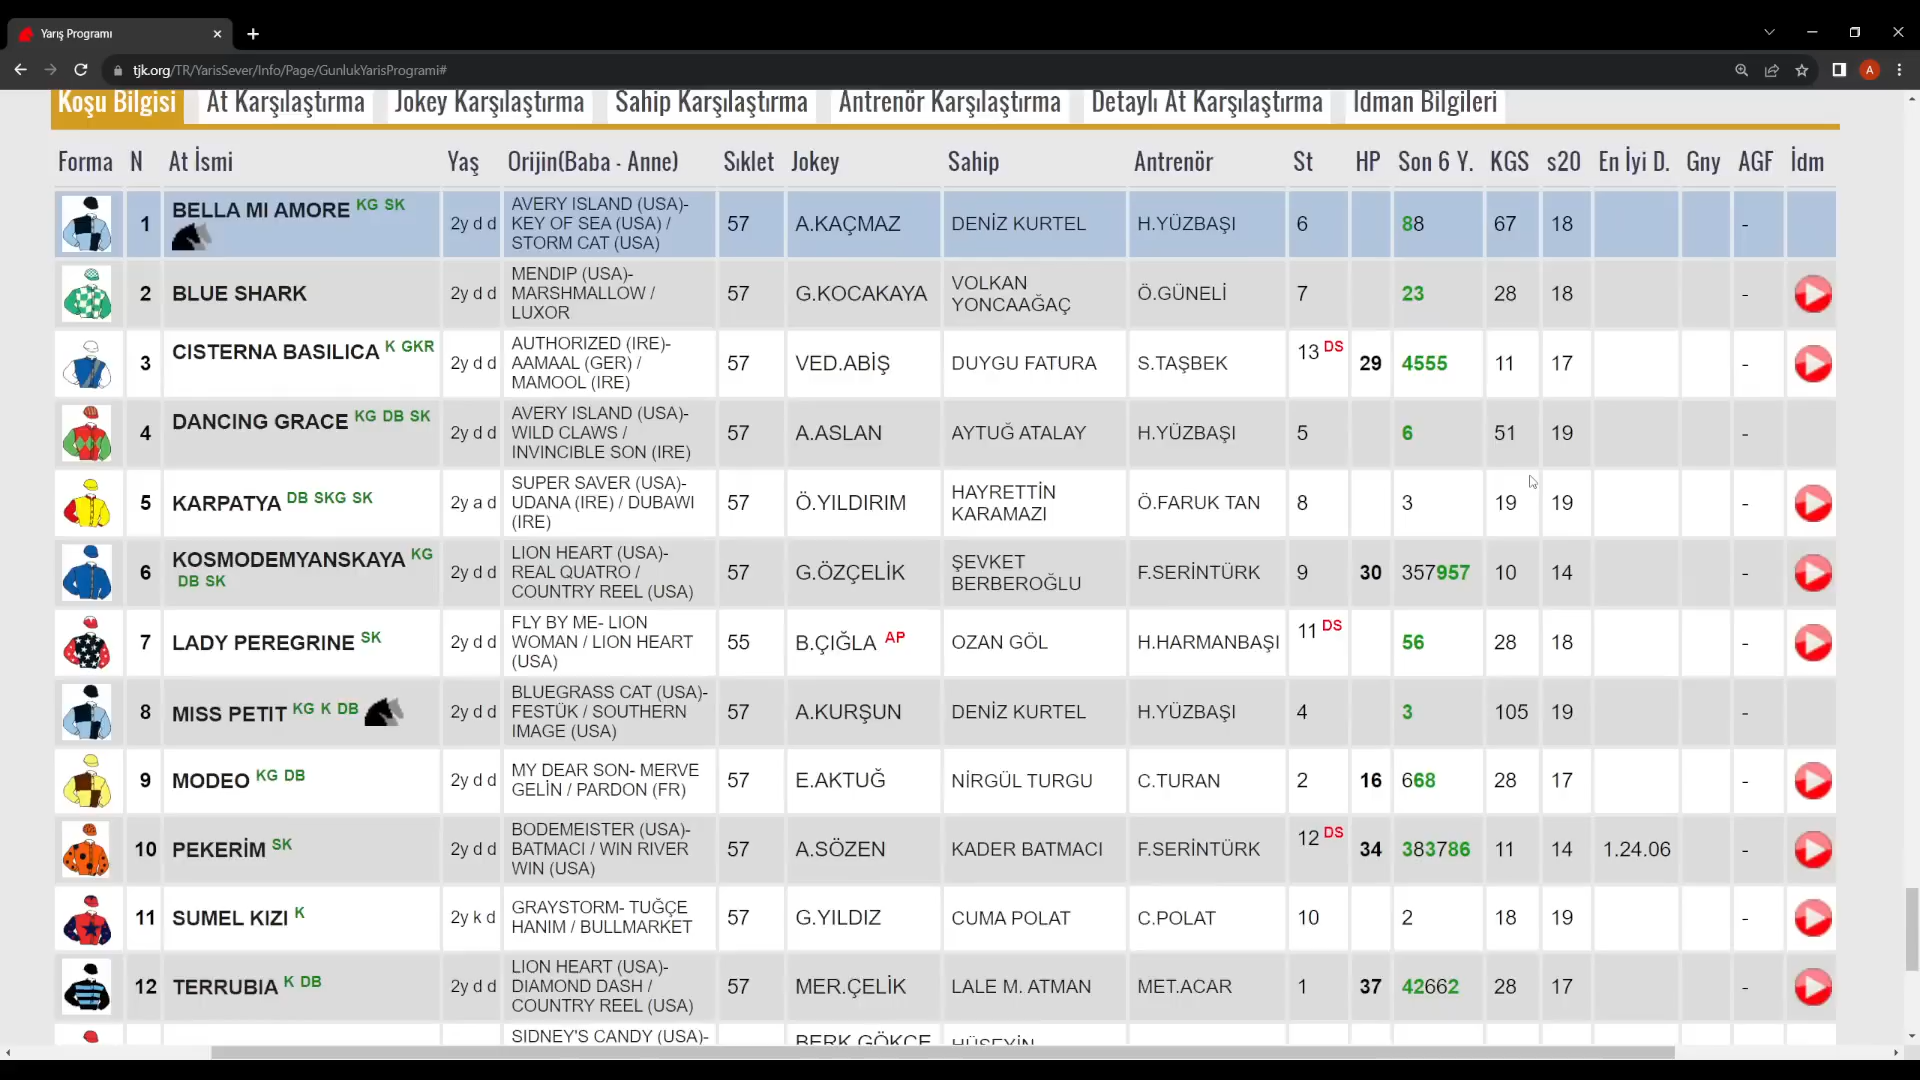 Yarış Programı
tjk.org/TR/YarisSever/Info/Page/GunlukYarisProgrami#
A
Koşu Bilgisi At Karşılaştırma Jokey Karşılaştırma Sahip Karşılaştırma Antrenör Karşılaştırma Detaylı At Karşılaştırma İdman Bilgileri
Forma N At İsmi Yaş Orijin(Baba - Anne) Sıklet Jokey Sahip Antrenör St HP Son 6 Y. KGS s20 En İyi D. Gny AGF İdm
1 BELLA MI AMORE KG SK 2y d d AVERY ISLAND (USA)- KEY OF SEA (USA) / STORM CAT (USA) 57 A.KAÇMAZ DENİZ KURTEL H.YÜZBAŞI 6 88 67 18 -
2 BLUE SHARK 2y d d MENDIP (USA)- MARSHMALLOW / LUXOR 57 G.KOCAKAYA VOLKAN YONCAAĞAÇ Ö.GÜNELİ 7 23 28 18 -
3 CISTERNA BASILICA K GKR 2y d d AUTHORIZED (IRE)- AAMAAL (GER) / MAMOOL (IRE) 57 VED.ABİŞ DUYGU FATURA S.TAŞBEK 13 DS 29 4555 11 17 -
4 DANCING GRACE KG DB SK 2y d d AVERY ISLAND (USA)- WILD CLAWS / INVINCIBLE SON (IRE) 57 A.ASLAN AYTUĞ ATALAY H.YÜZBAŞI 5 6 51 19 -
5 KARPATYA DB SKG SK 2y a d SUPER SAVER (USA)- UDANA (IRE) / DUBAWI (IRE) 57 Ö.YILDIRIM HAYRETTİN KARAMAZI Ö.FARUK TAN 8 3 19 19 -
6 KOSMODEMYANSKAYA KG DB SK 2y d d LION HEART (USA)- REAL QUATRO / COUNTRY REEL (USA) 57 G.ÖZÇELİK ŞEVKET BERBEROĞLU F.SERİNTÜRK 9 30 357957 10 14 -
7 LADY PEREGRINE SK 2y d d FLY BY ME- LION WOMAN / LION HEART (USA) 55 B.ÇIĞLA AP OZAN GÖL H.HARMANBAŞI 11 DS 56 28 18 -
8 MISS PETIT KG K DB 2y d d BLUEGRASS CAT (USA)- FESTÜK / SOUTHERN IMAGE (USA) 57 A.KURŞUN DENİZ KURTEL H.YÜZBAŞI 4 3 105 19 -
9 MODEO KG DB 2y d d MY DEAR SON- MERVE GELİN / PARDON (FR) 57 E.AKTUĞ NİRGÜL TURGU C.TURAN 2 16 668 28 17 -
10 PEKERİM SK 2y d d BODEMEISTER (USA)- BATMACI / WIN RIVER WIN (USA) 57 A.SÖZEN KADER BATMACI F.SERİNTÜRK 12 DS 34 383786 11 14 1.24.06 -
11 SUMEL KIZI K 2y k d GRAYSTORM- TUĞÇE HANIM / BULLMARKET 57 G.YILDIZ CUMA POLAT C.POLAT 10 2 18 19 -
12 TERRUBIA K DB 2y d d LION HEART (USA)- DIAMOND DASH / COUNTRY REEL (USA) 57 MER.ÇELİK LALE M. ATMAN MET.ACAR 1 37 42662 28 17 -
SIDNEY'S CANDY (USA)- BERK GÖKÇE HÜSEYİN